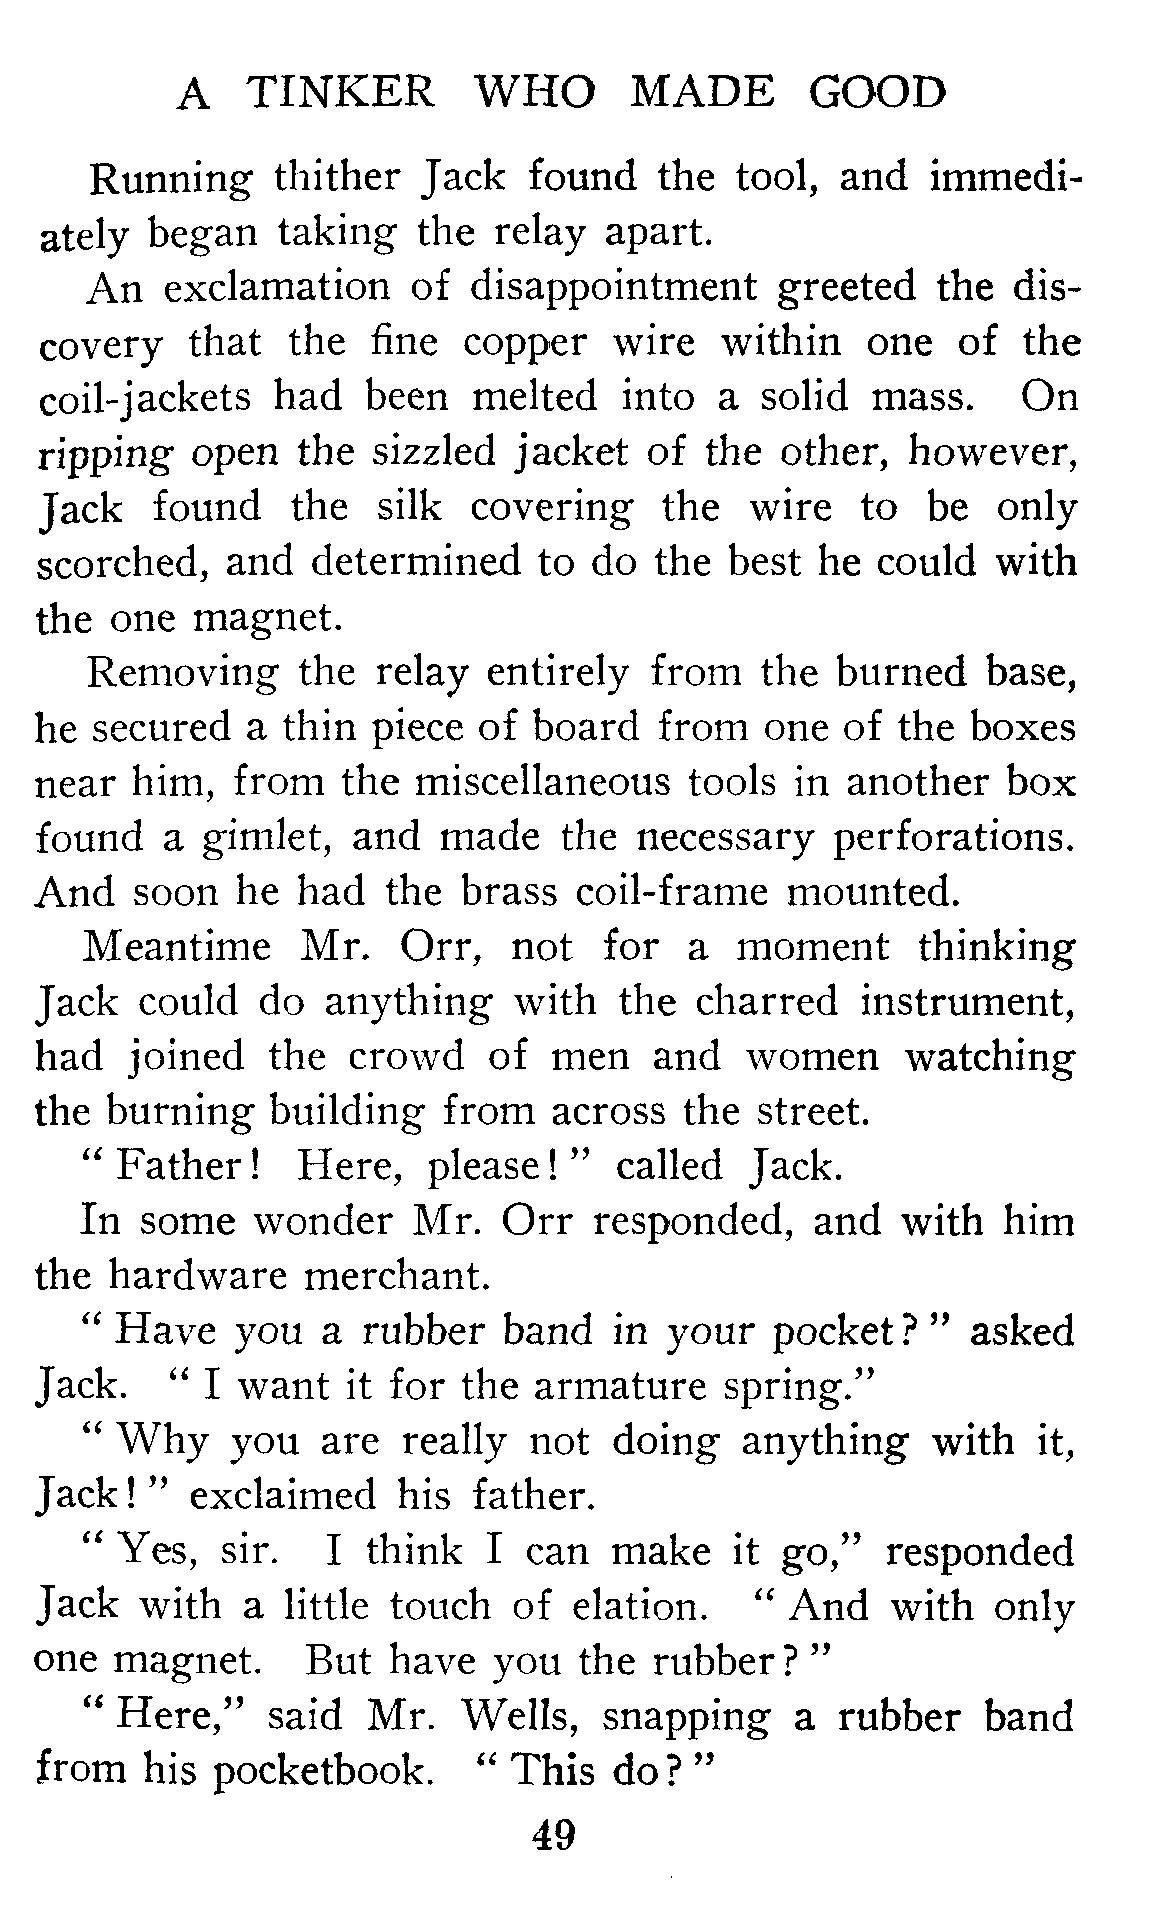 A TINKER WHO MADE GOOD
Running thither Jack found the tool, and immedi-
ately began taking the relay apart.
An exclamation of disappointment greeted the dis-
covery that the fine copper wire within one of the
coil-jackets had been melted into a solid mass. On
ripping open the sizzled jacket of the other, however,
Jack found the silk covering the wire to be only
scorched, and determined to do the best he could with
the one magnet.
Removing the relay entirely from the burned base,
he secured a thin piece of board from one of the boxes
near him, from the miscellaneous tools in another box
found a gimlet, and made the necessary perforations.
And soon he had the brass coil-frame mounted.
Meantime Mr. Orr, not for a moment thinking
Jack could do anything with the charred instrument,
had joined the crowd of men and women watching
the burning building from across the street.
“ Father! Here, please! ” called Jack.
In some wonder Mr. Orr responded, and with him
the hardware merchant.
“ Have you a rubber band in your pocket? ” asked
Jack. “ I want it for the armature spring.”
“ Why you are really not doing anything with it,
Jack! ” exclaimed his father.
“ Yes, sir. I think I can make it go,” responded
Jack with a little touch of elation. “ And with only
one magnet. But have you the rubber? ”
“ Here,” said Mr. Wells, snapping a rubber band
from his pocketbook. “ This do? ”
49